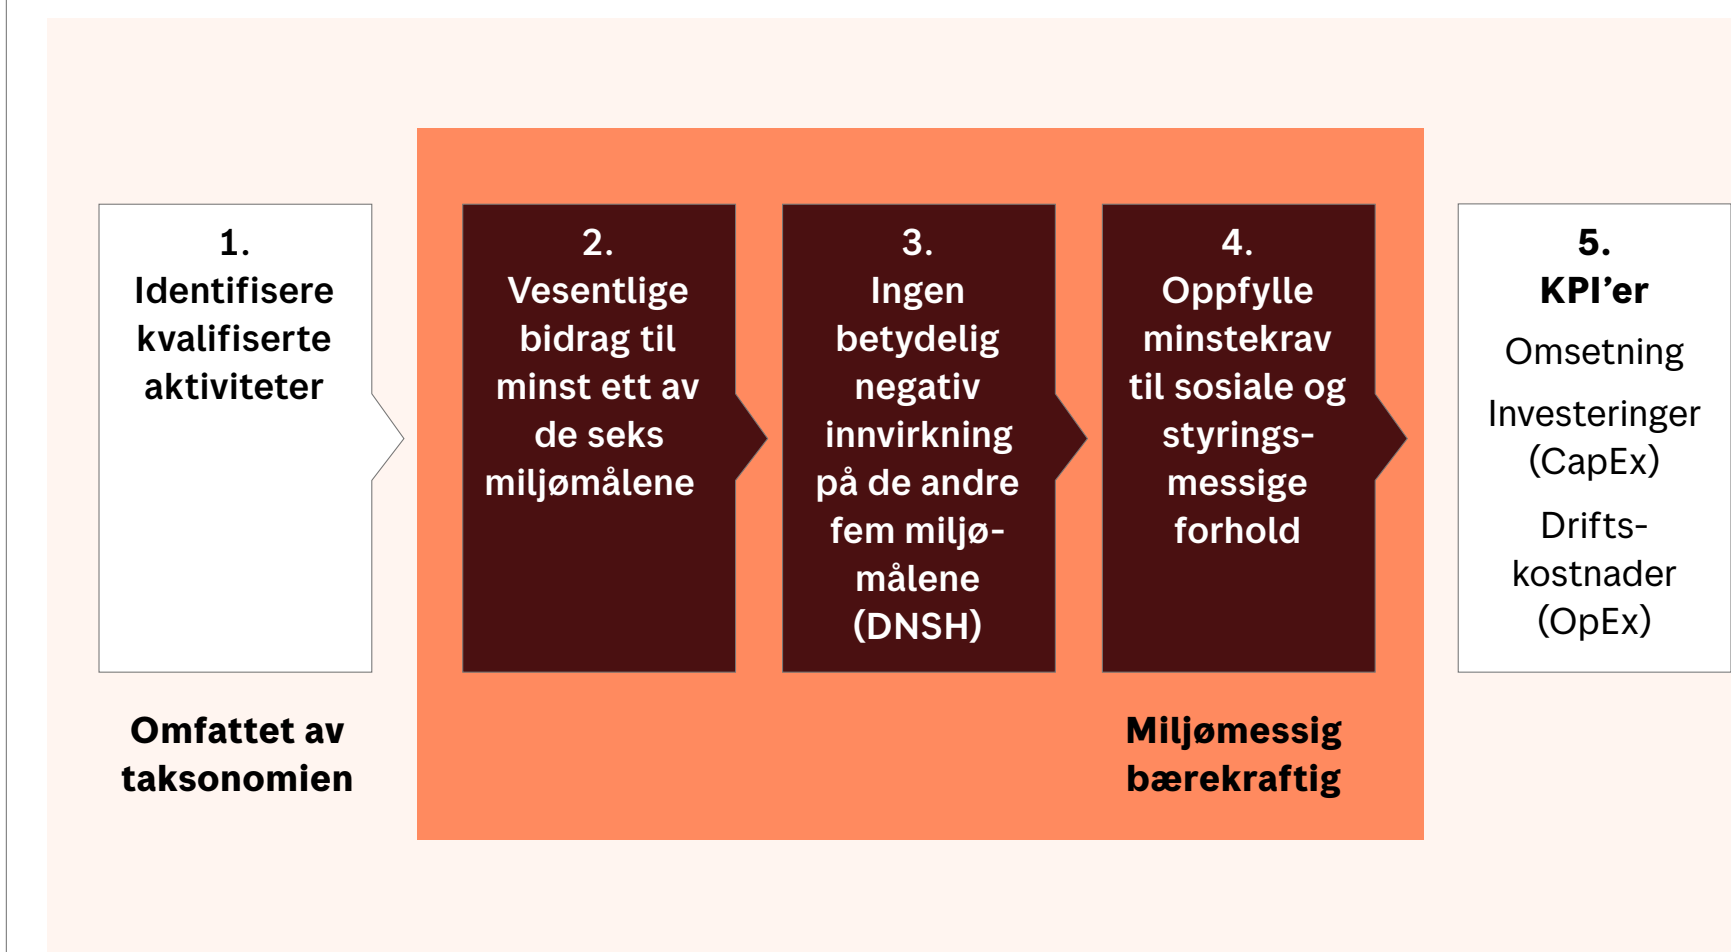 1.
Identifisere
kvalifiserte
aktiviteter
Omfattet av
taksonomien
2.
Vesentlige
bidrag til
minst ett av
de seks
miljømålene
3.
Ingen
betydelig
negativ
innvirkning
på de andre
fem miljø-
målene
(DNSH)
4.
Oppfylle
minstekrav
til sosiale og
styrings-
messige
forhold
Miljømessig
bærekraftig
5.
KPI’er
Omsetning
Investeringer
(CapEx)
Drifts-
kostnader
(OpEx)